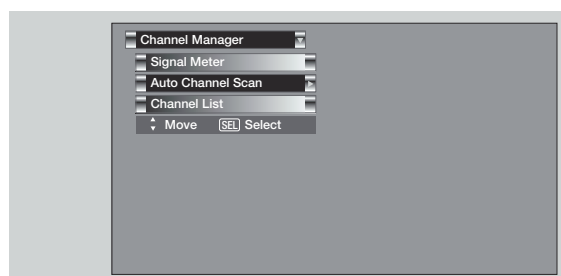 Channel Manager
Signal Meter
Auto Channel Scan
Channel List
Move SEL Select